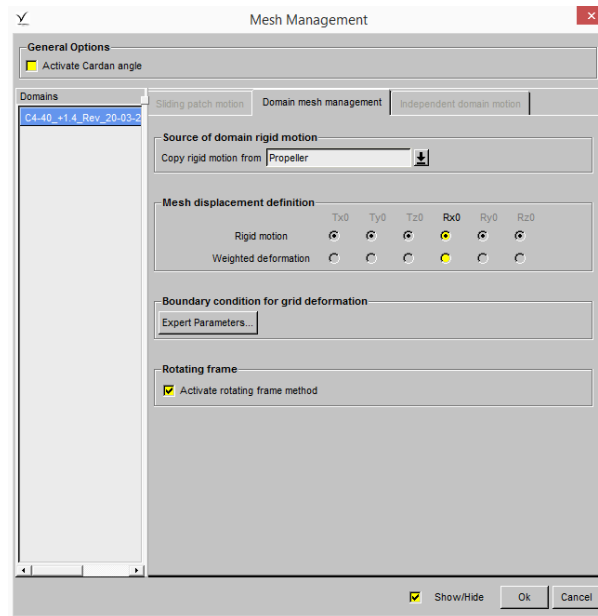 Mesh Management
General Options
Activate Cardan angle
Domains
C4-40_+1.4_Rev_20-03-2
Sliding patch motion
Domain mesh management
Independent domain motion
Source of domain rigid motion
Copy rigid motion from Propeller
Mesh displacement definition
Tx0 Ty0 Tz0 Rx0 Ry0 Rz0
Rigid motion
Weighted deformation
Boundary condition for grid deformation
Expert Parameters...
Rotating frame
Activate rotating frame method
Show/Hide Ok Cancel